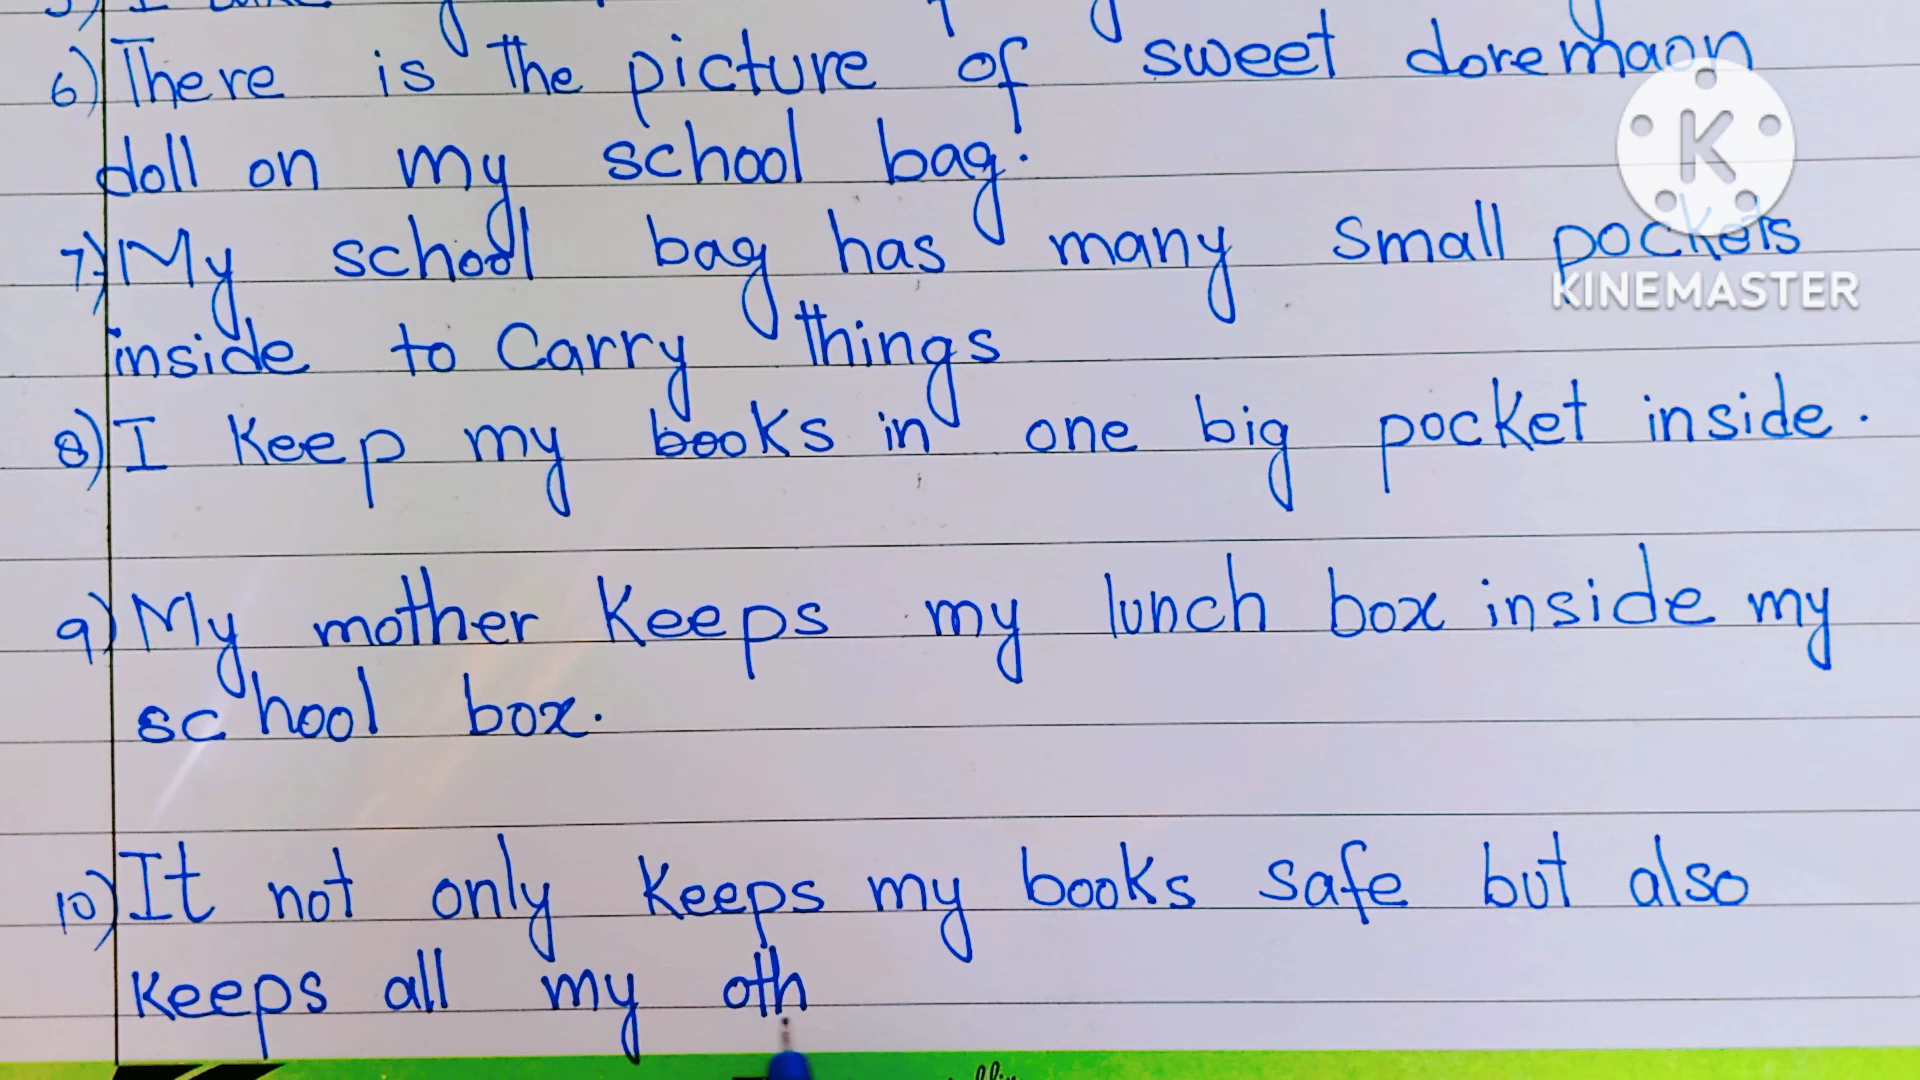 6) There is the picture of sweet doremaon
doll on my school bag.
7) My school bag has many small pockets
inside to Carry things
8) I Keep my books in one big pocket inside.
9) My mother Keeps my lunch box inside my
school box.
10) It not only Keeps my books safe but also
Keeps all my oth
K
KINEMASTER